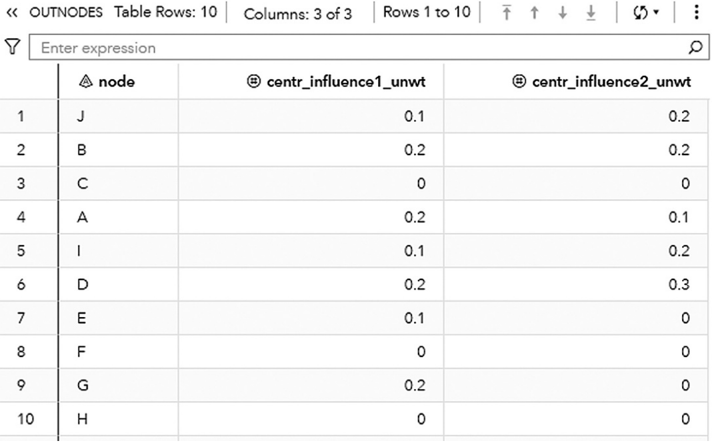 OUTNODES Table Rows: 10 Columns: 3 of 3 Rows 1 to 10
Enter expression
node centr_influence1_unwt centr_influence2_unwt
1 J 0.1 0.2
2 B 0.2 0.2
3 C 0 0
4 A 0.2 0.1
5 I 0.1 0.2
6 D 0.2 0.3
7 E 0.1 0
8 F 0 0
9 G 0.2 0
10 H 0 0